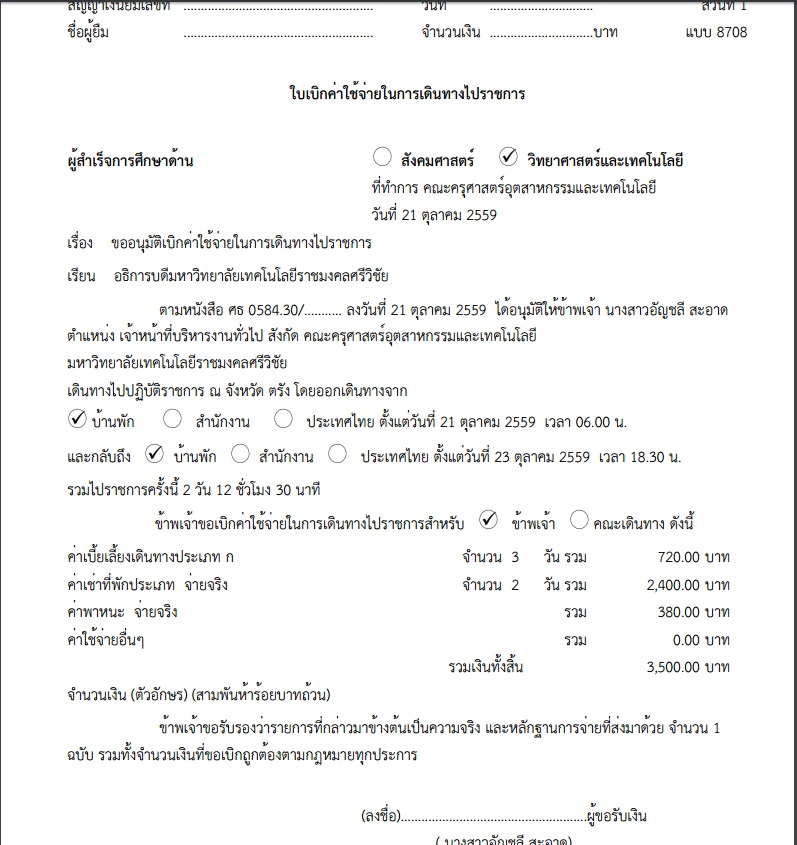 สัญญาเงินยืมเลขที่ ........................................................ วันที่ .............................. ส่วนที่ 1
ชื่อผู้ยืม ........................................................ จำนวนเงิน ..............................บาท แบบ 8708
ใบเบิกค่าใช้จ่ายในการเดินทางไปราชการ
ผู้สำเร็จการศึกษาด้าน ○ สังคมศาสตร์ ✓ วิทยาศาสตร์และเทคโนโลยี
ที่ทำการ คณะครุศาสตร์อุตสาหกรรมและเทคโนโลยี
วันที่ 21 ตุลาคม 2559
เรื่อง ขออนุมัติเบิกค่าใช้จ่ายในการเดินทางไปราชการ
เรียน อธิการบดีมหาวิทยาลัยเทคโนโลยีราชมงคลศรีวิชัย
ตามหนังสือ ศธ 0584.30/........... ลงวันที่ 21 ตุลาคม 2559 ได้อนุมัติให้ข้าพเจ้า นางสาวอัญชลี สะอาด
ตำแหน่ง เจ้าหน้าที่บริหารงานทั่วไป สังกัด คณะครุศาสตร์อุตสาหกรรมและเทคโนโลยี
มหาวิทยาลัยเทคโนโลยีราชมงคลศรีวิชัย
เดินทางไปปฏิบัติราชการ ณ จังหวัด ตรัง โดยออกเดินทางจาก
✓ บ้านพัก ○ สำนักงาน ○ ประเทศไทย ตั้งแต่วันที่ 21 ตุลาคม 2559 เวลา 06.00 น.
และกลับถึง ✓ บ้านพัก ○ สำนักงาน ○ ประเทศไทย ตั้งแต่วันที่ 23 ตุลาคม 2559 เวลา 18.30 น.
รวมไปราชการครั้งนี้ 2 วัน 12 ชั่วโมง 30 นาที
ข้าพเจ้าขอเบิกค่าใช้จ่ายในการเดินทางไปราชการสำหรับ ✓ ข้าพเจ้า ○ คณะเดินทาง ดังนี้
ค่าเบี้ยเลี้ยงเดินทางประเภท ก จำนวน 3 วัน รวม 720.00 บาท
ค่าเช่าที่พักประเภท จ่ายจริง จำนวน 2 วัน รวม 2,400.00 บาท
ค่าพาหนะ จ่ายจริง รวม 380.00 บาท
ค่าใช้จ่ายอื่นๆ รวม 0.00 บาท
รวมเงินทั้งสิ้น 3,500.00 บาท
จำนวนเงิน (ตัวอักษร) (สามพันห้าร้อยบาทถ้วน)
ข้าพเจ้าขอรับรองว่ารายการที่กล่าวมาข้างต้นเป็นความจริง และหลักฐานการจ่ายที่ส่งมาด้วย จำนวน 1
ฉบับ รวมทั้งจำนวนเงินที่ขอเบิกถูกต้องตามกฎหมายทุกประการ
(ลงชื่อ)......................................................ผู้ขอรับเงิน
( นางสาวอัญชลี สะอาด)